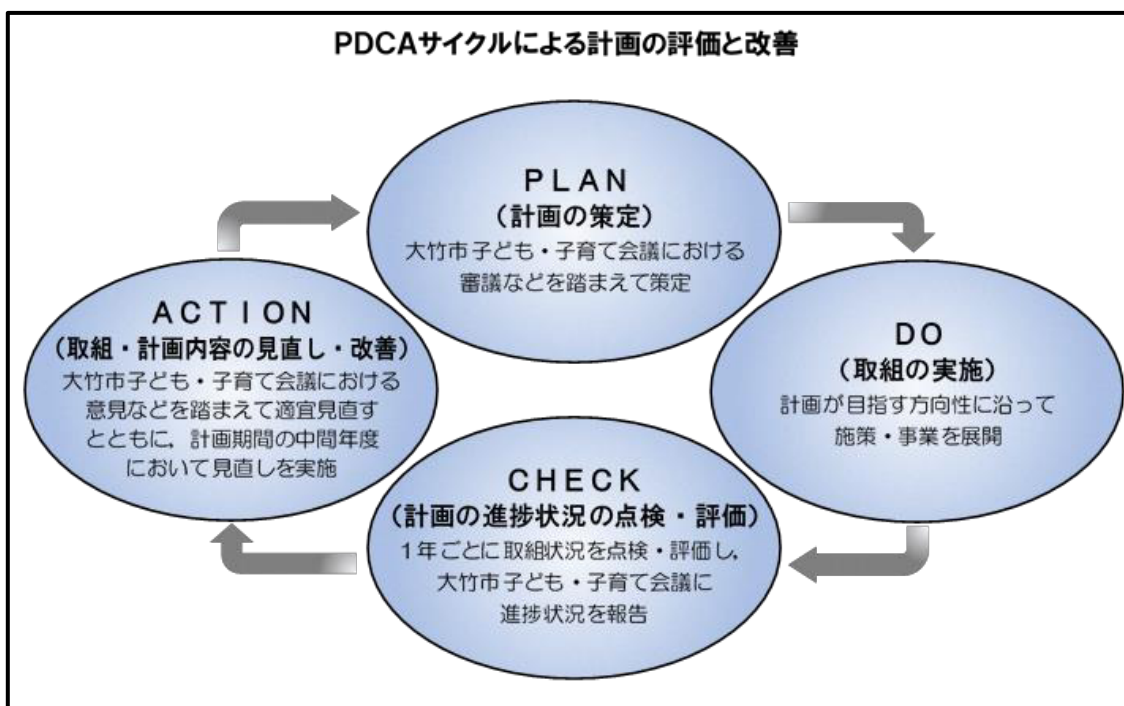 PDCAサイクルによる計画の評価と改善
PLAN
(計画の策定)
大竹市子ども・子育て会議における
審議などを踏まえて策定
DO
(取組の実施)
計画が目指す方向性に沿って
施策・事業を展開
CHECK
(計画の進捗状況の点検・評価)
1年ごとに取組状況を点検・評価し，
大竹市子ども・子育て会議に
進捗状況を報告
ACTION
(取組・計画内容の見直し・改善)
大竹市子ども・子育て会議における
意見などを踏まえて適宜見直す
とともに，計画期間の中間年度
において見直しを実施